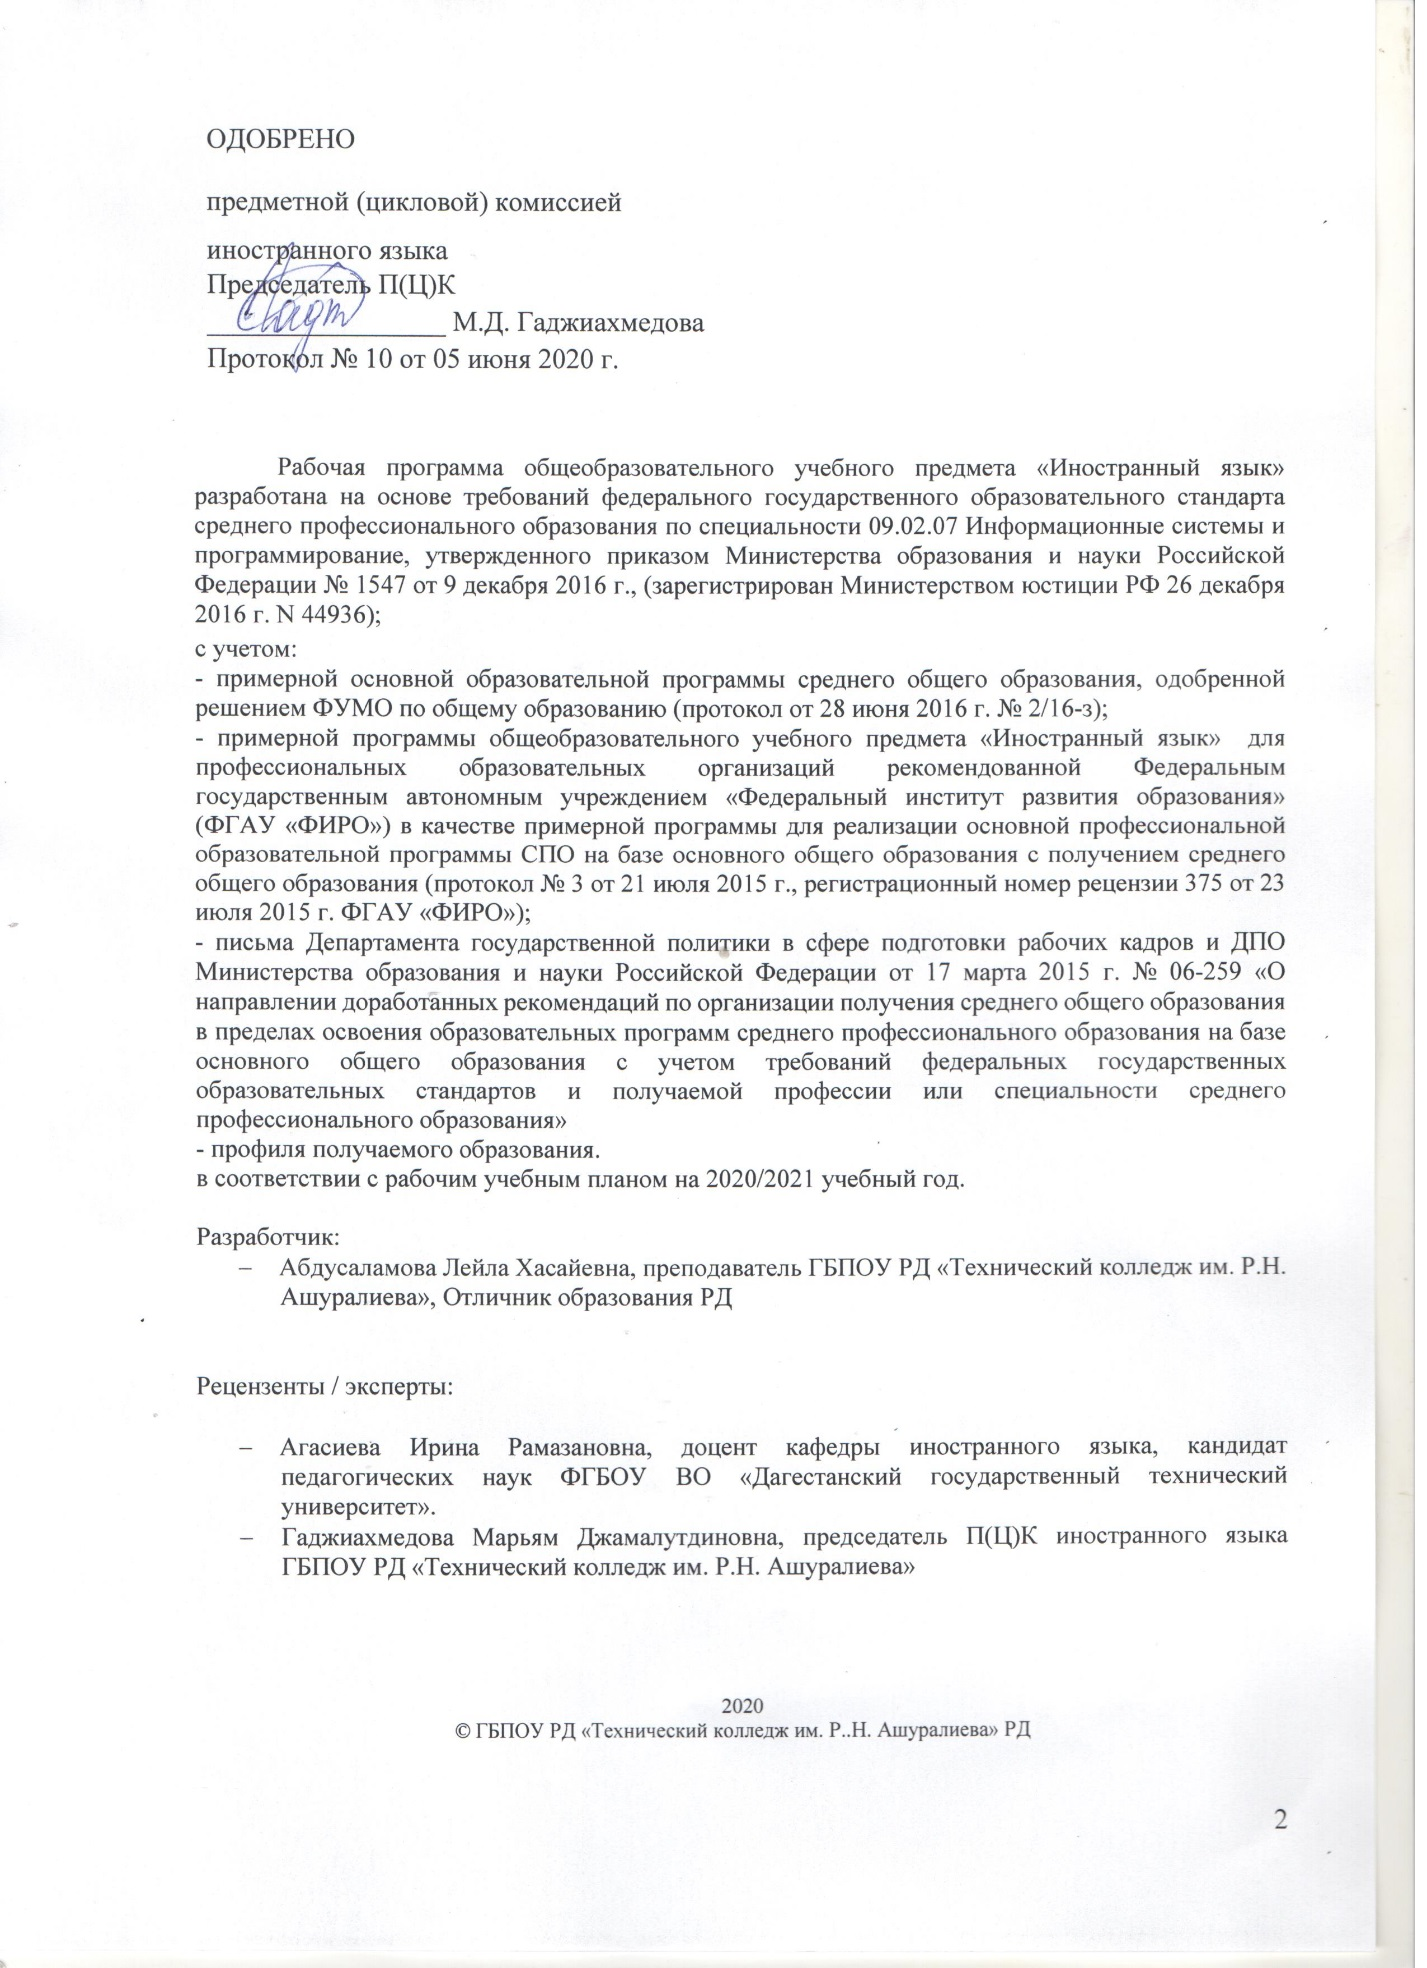 ОДОБРЕНО
предметной (цикловой) комиссией
иностранного языка
Председатель П(Ц)К
_________________ М.Д. Гаджиахмедова
Протокол № 10 от 05 июня 2020 г.
Рабочая программа общеобразовательного учебного предмета «Иностранный язык»
разработана на основе требований федерального государственного образовательного стандарта
среднего профессионального образования по специальности 09.02.07 Информационные системы и
программирование, утвержденного приказом Министерства образования и науки Российской
Федерации № 1547 от 9 декабря 2016 г., (зарегистрирован Министерством юстиции РФ 26 декабря
2016 г. N 44936);
с учетом:
- примерной основной образовательной программы среднего общего образования, одобренной
решением ФУМО по общему образованию (протокол от 28 июня 2016 г. № 2/16-з);
- примерной программы общеобразовательного учебного предмета «Иностранный язык» для
профессиональных образовательных организаций рекомендованной Федеральным
государственным автономным учреждением «Федеральный институт развития образования»
(ФГАУ «ФИРО») в качестве примерной программы для реализации основной профессиональной
образовательной программы СПО на базе основного общего образования с получением среднего
общего образования (протокол № 3 от 21 июля 2015 г., регистрационный номер рецензии 375 от 23
июля 2015 г. ФГАУ «ФИРО»);
- письма Департамента государственной политики в сфере подготовки рабочих кадров и ДПО
Министерства образования и науки Российской Федерации от 17 марта 2015 г. № 06-259 «О
направлении доработанных рекомендаций по организации получения среднего общего образования
в пределах освоения образовательных программ среднего профессионального образования на базе
основного общего образования с учетом требований федеральных государственных
образовательных стандартов и получаемой профессии или специальности среднего
профессионального образования»
- профиля получаемого образования.
в соответствии с рабочим учебным планом на 2020/2021 учебный год.
Разработчик:
– Абдусаламова Лейла Хасайевна, преподаватель ГБПОУ РД «Технический колледж им. Р.Н.
Ашуралиева», Отличник образования РД
Рецензенты / эксперты:
– Агасиева Ирина Рамазановна, доцент кафедры иностранного языка, кандидат
педагогических наук ФГБОУ ВО «Дагестанский государственный технический
университет».
– Гаджиахмедова Марьям Джамалутдиновна, председатель П(Ц)К иностранного языка
ГБПОУ РД «Технический колледж им. Р.Н. Ашуралиева»
2020
© ГБПОУ РД «Технический колледж им. Р..Н. Ашуралиева» РД
2